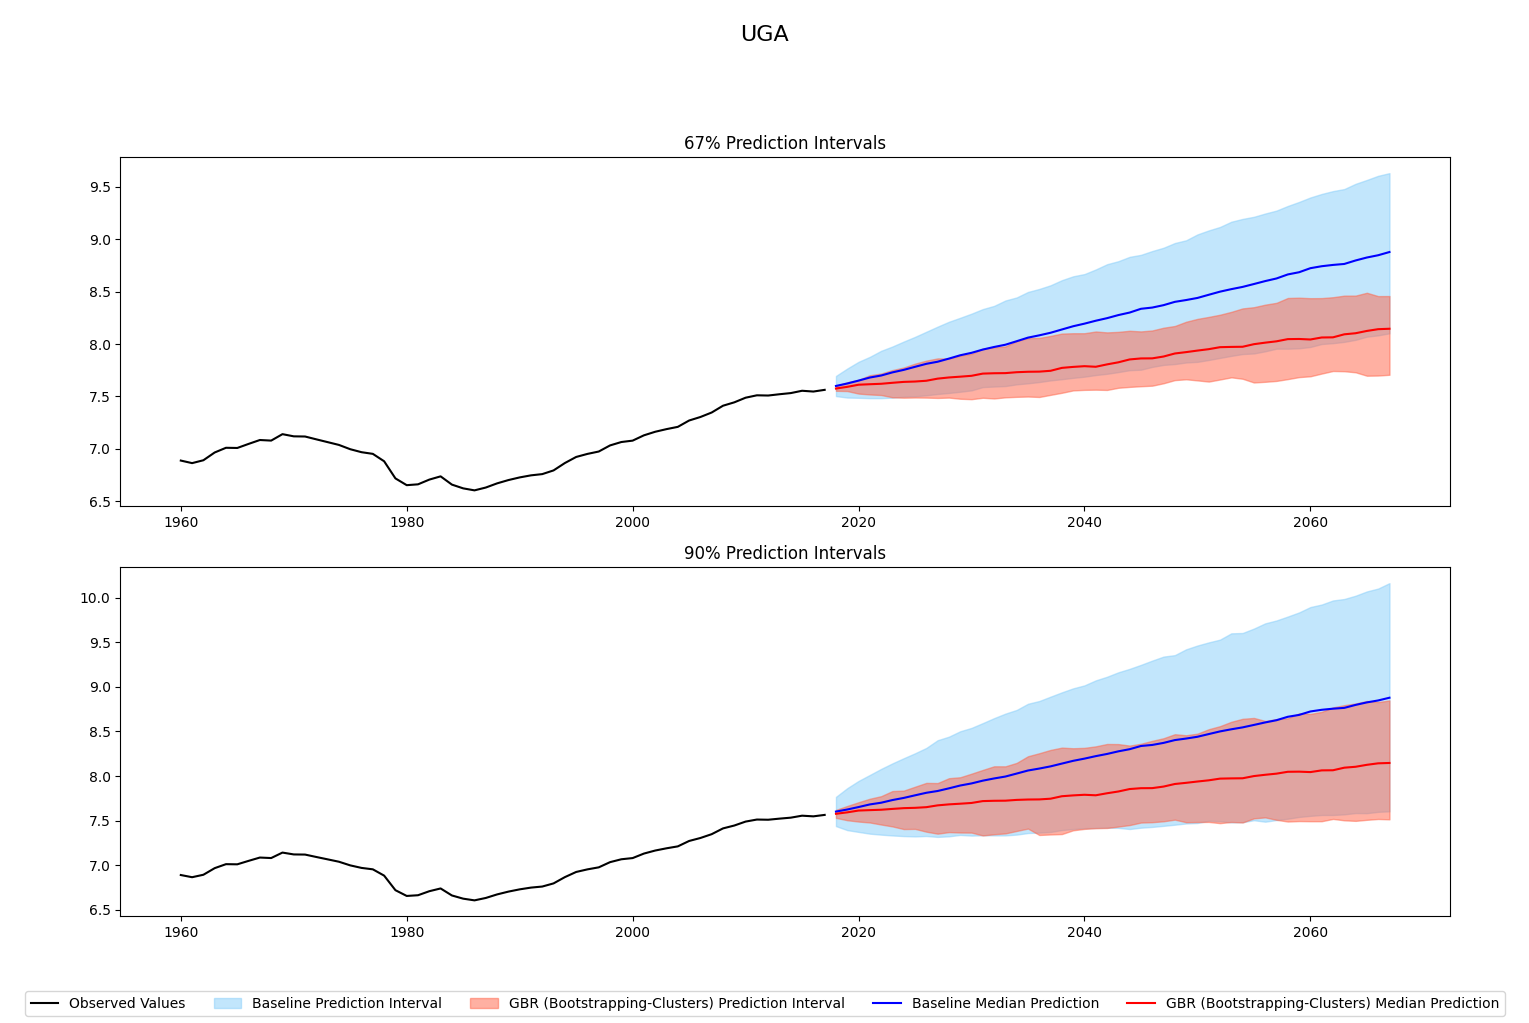 UGA
67% Prediction Intervals
9.5
9.0
8.5
8.0
7.5
7.0
6.5
1960 1980 2000 2020 2040 2060
90% Prediction Intervals
10.0
9.5
9.0
8.5
8.0
7.5
7.0
6.5
1960 1980 2000 2020 2040 2060
Observed Values Baseline Prediction Interval GBR (Bootstrapping-Clusters) Prediction Interval Baseline Median Prediction GBR (Bootstrapping-Clusters) Median Prediction